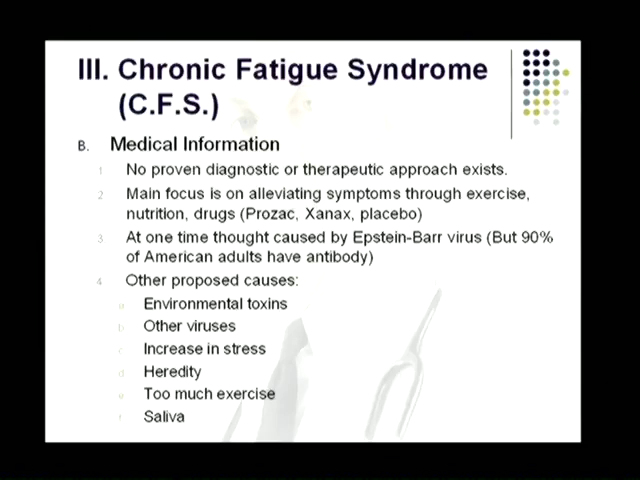 III. Chronic Fatigue Syndrome
(C.F.S.)
B. Medical Information
1 No proven diagnostic or therapeutic approach exists.
2 Main focus is on alleviating symptoms through exercise,
nutrition, drugs (Prozac, Xanax, placebo)
3 At one time thought caused by Epstein-Barr virus (But 90%
of American adults have antibody)
4 Other proposed causes:
a Environmental toxins
b Other viruses
c Increase in stress
d Heredity
e Too much exercise
f Saliva